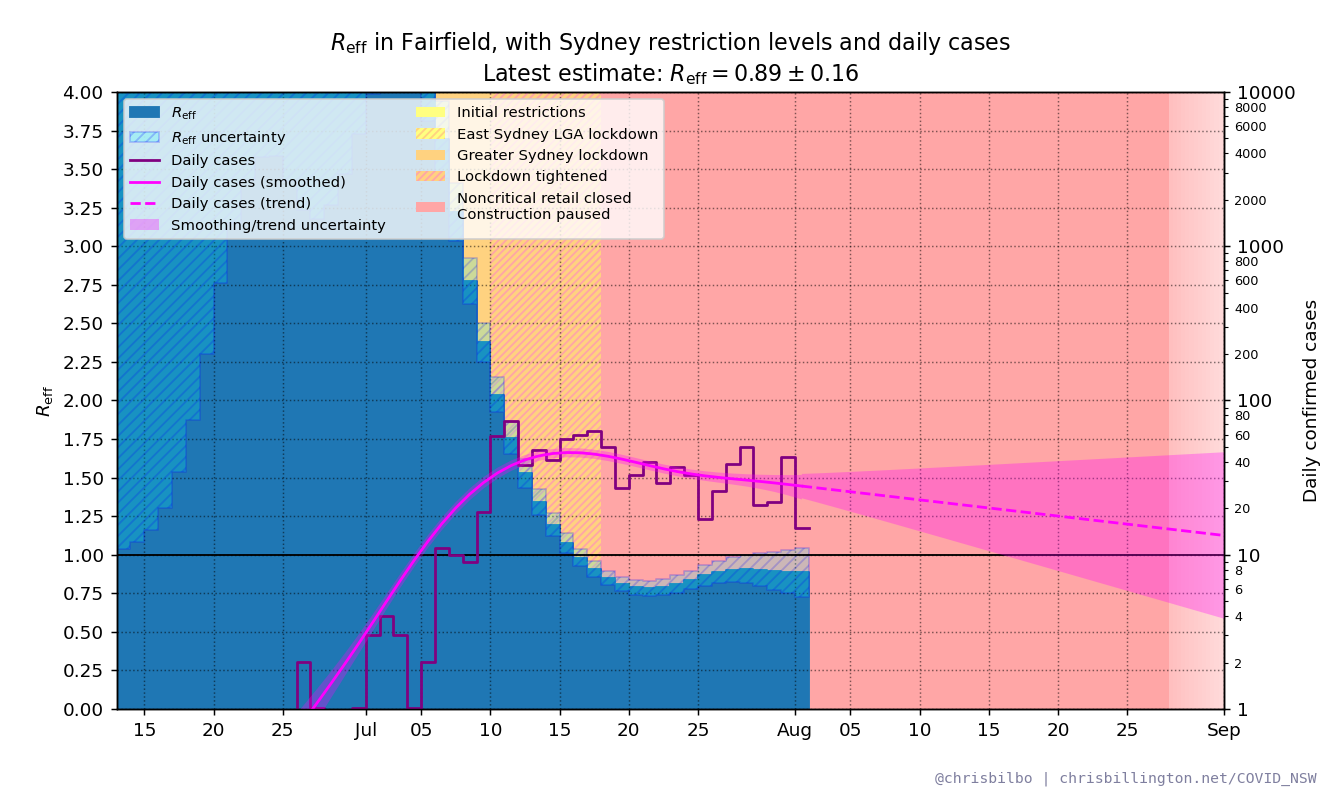 Reff in Fairfield, with Sydney restriction levels and daily cases
Latest estimate: Reff = 0.89 ± 0.16
Reff
Reff uncertainty
Daily cases
Daily cases (smoothed)
Daily cases (trend)
Smoothing/trend uncertainty
Initial restrictions
East Sydney LGA lockdown
Greater Sydney lockdown
Lockdown tightened
Noncritical retail closed
Construction paused
4.00
3.75
3.50
3.25
3.00
2.75
2.50
2.25
2.00
1.75
1.50
1.25
1.00
0.75
0.50
0.25
0.00
Reff
10000
8000
6000
4000
2000
1000
800
600
400
200
100
80
60
40
20
10
8
6
4
2
1
Daily confirmed cases
15 20 25 Jul 05 10 15 20 25 Aug 05 10 15 20 25 Sep
@chrisbilbo | chrisbillington.net/COVID_NSW